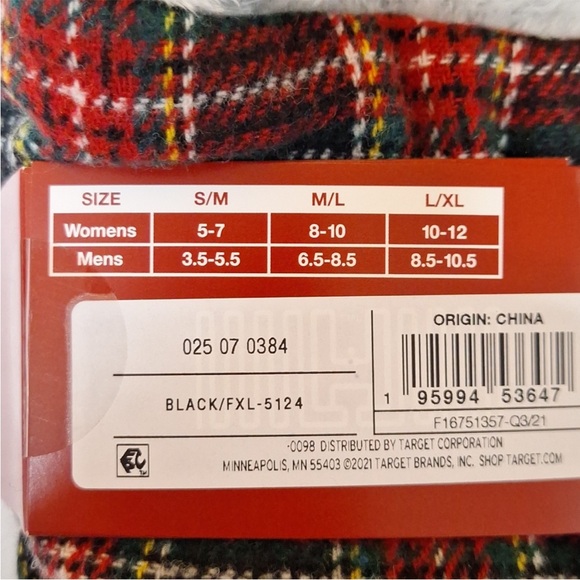 SIZE S/M M/L L/XL
Womens 5-7 8-10 10-12
Mens 3.5-5.5 6.5-8.5 8.5-10.5
025 07 0384
BLACK/FXL-5124
ORIGIN: CHINA
1 95994 53647
F16751357-Q3/21
0098 DISTRIBUTED BY TARGET CORPORATION
MINNEAPOLIS, MN 55403 ©2021 TARGET BRANDS, INC. SHOP TARGET.COM